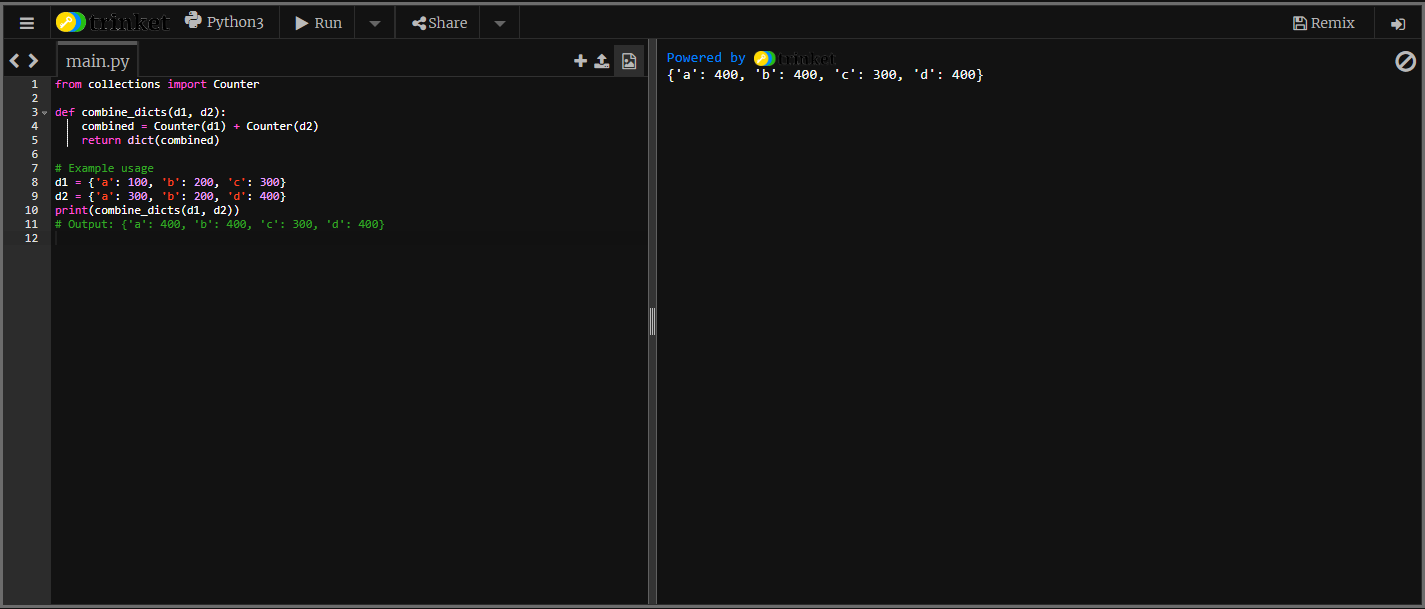 trinket Python3 Run Share Remix
main.py
1 from collections import Counter
2
3 def combine_dicts(d1, d2):
4     combined = Counter(d1) + Counter(d2)
5     return dict(combined)
6
7 # Example usage
8 d1 = {'a': 100, 'b': 200, 'c': 300}
9 d2 = {'a': 300, 'b': 200, 'd': 400}
10 print(combine_dicts(d1, d2))
11 # Output: {'a': 400, 'b': 400, 'c': 300, 'd': 400}
12
Powered by trinket
{'a': 400, 'b': 400, 'c': 300, 'd': 400}